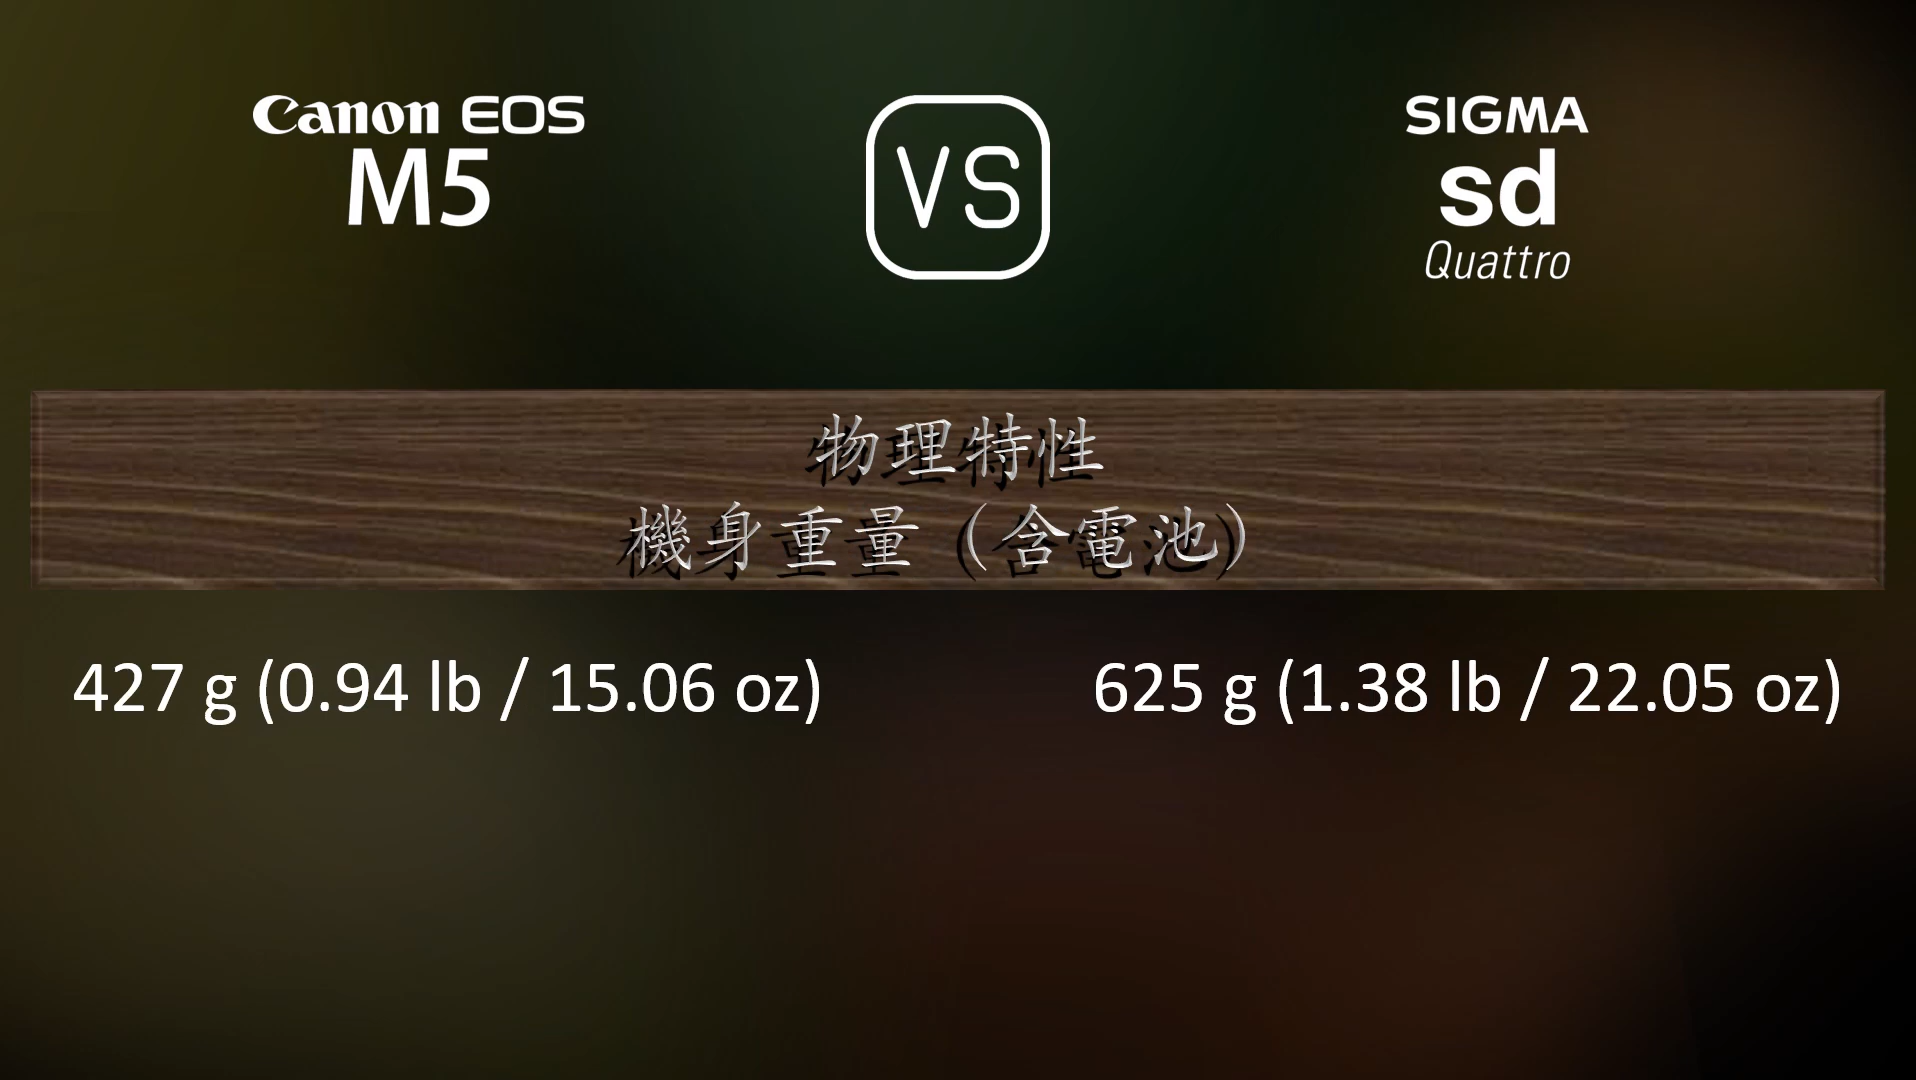 Canon EOS
M5
VS
SIGMA
sd
Quattro
物理特性
機身重量（含電池）
427 g (0.94 lb / 15.06 oz)
625 g (1.38 lb / 22.05 oz)